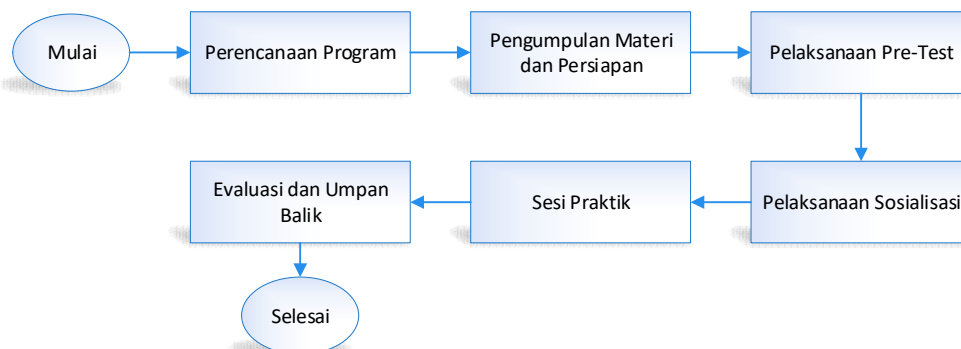 Mulai
Perencanaan Program
Pengumpulan Materi
dan Persiapan
Pelaksanaan Pre-Test
Pelaksanaan Sosialisasi
Sesi Praktik
Evaluasi dan Umpan
Balik
Selesai